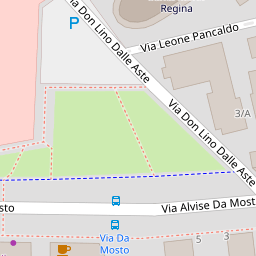 Regina
Via Don Lino Dalle Aste
P
Via Leone Pancaldo
3/A
Via Don Lino Dalle Aste
Via Alvise Da Most
sto
Via Da
Mosto
5
3